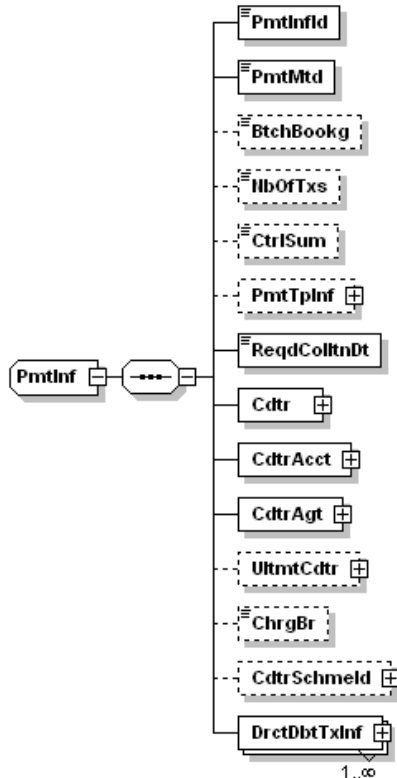 PmtInfId
PmtMtd
BtchBookg
NbOfTxs
CtrlSum
PmtTpInf
ReqdColltnDt
PmtInf
Cdtr
CdtrAcct
CdtrAgt
UltmtCdtr
ChrgBr
CdtrSchmeId
DrctDbtTxInf
1..∞